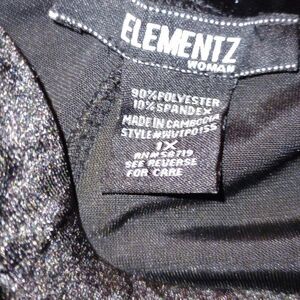 ELEMENTZ
WOMAN
90%POLYESTER
10%SPANDEX
MADE IN CAMBODIA
1X
SEE REVERSE
FOR CARE